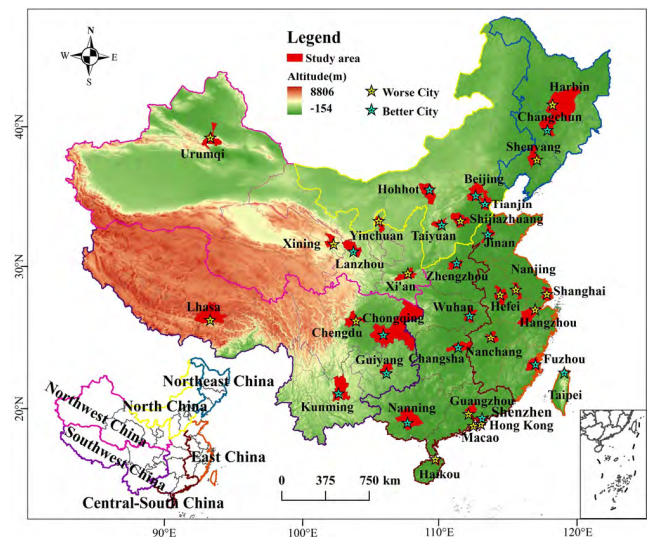 N
W E
S
Legend
Study area
Altitude(m)
8806
-154
Worse City
Better City
40°N
30°N
20°N
Harbin
Changchun
Shenyang
Urumqi
Hohhot
Beijing
Tianjin
Yinchuan
Taiyuan
Shijiazhuang
Xining
Lanzhou
Jinan
Xi'an
Zhengzhou
Nanjing
Shanghai
Lhasa
Chongqing
Wuhan
Hefei
Hangzhou
Chengdu
Guiyang
Changsha
Nanchang
Fuzhou
Kunming
Nanning
Guangzhou
Shenzhen
Taipei
Hong Kong
Macao
Haikou
Northeast China
North China
Northwest China
Southwest China
East China
Central-South China
0 375 750 km
90°E 100°E 110°E 120°E